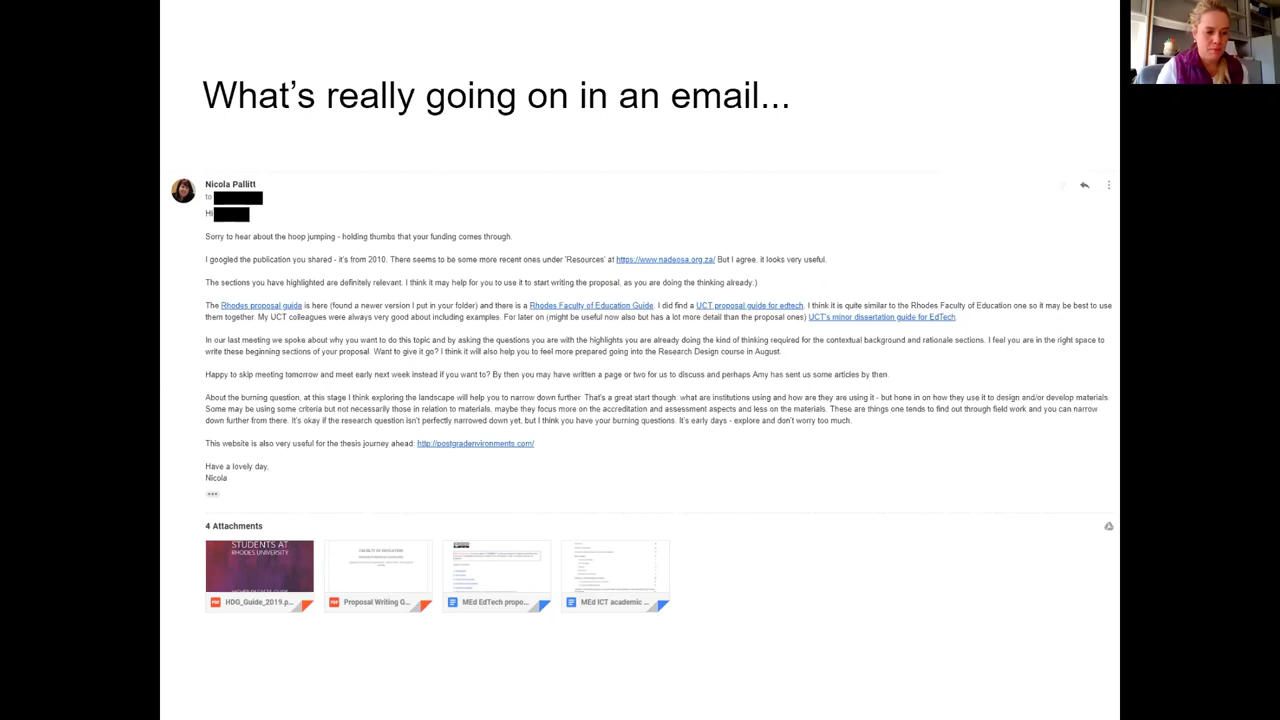 What's really going on in an email...
Nicola Pallitt
to
Hi
Sorry to hear about the hoop jumping - holding thumbs that your funding comes through.
I googled the publication you shared - it's from 2010. There seems to be some more recent ones under 'Resources' at https://www.nadeosa.org.za/ But I agree, it looks very useful.
The sections you have highlighted are definitely relevant. I think it may help for you to use it to start writing the proposal, as you are doing the thinking already:)
The Rhodes proposal guide is here (found a newer version I put in your folder) and there is a Rhodes Faculty of Education Guide. I did find a UCT proposal guide for edtech. I think it is quite similar to the Rhodes Faculty of Education one so it may be best to use
them together. My UCT colleagues were always very good about including examples. For later on (might be useful now also but has a lot more detail than the proposal ones) UCT's minor dissertation guide for EdTech.
In our last meeting we spoke about why you want to do this topic and by asking the questions you are with the highlights you are already doing the kind of thinking required for the contextual background and rationale sections. I feel you are in the right space to
write these beginning sections of your proposal. Want to give it go? I think it will also help you to feel more prepared going into the Research Design course in August.
Happy to skip meeting tomorrow and meet early next week instead if you want to? By then you may have written a page or two for us to discuss and perhaps Amy has sent us some articles by then.
About the burning question, at this stage I think exploring the landscape will help you to narrow down further. That's a great start though: what are institutions using and how are they are using it - but hone in on how they use it to design and/or develop materials.
Some may be using some criteria but not necessarily those in relation to materials, maybe they focus more on the accreditation and assessment aspects and less on the materials. These are things one tends to find out through field work and you can narrow
down further from there. It's okay if the research question isn't perfectly narrowed down yet, but I think you have your burning questions. It's early days - explore and don't worry too much.
This website is also very useful for the thesis journey ahead: http://postgradenvironments.com/
Have a lovely day,
Nicola
4 Attachments
STUDENTS AT
RHODES UNIVERSITY
FACULTY OF EDUCATION
HDG_Guide_2019.p...
Proposal Writing G...
MEd EdTech propo...
MEd ICT academic ...